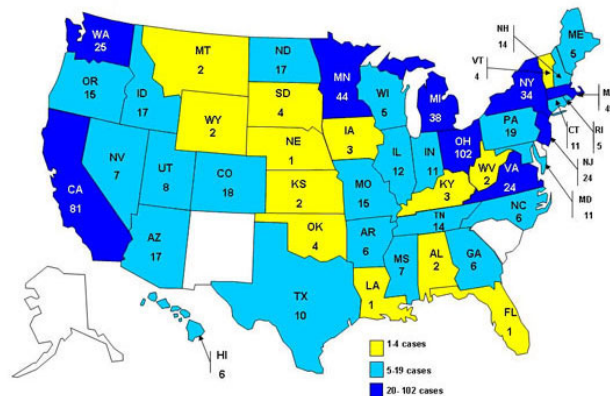 WA
25
OR
15
CA
81
NV
7
ID
17
MT
2
WY
2
UT
8
AZ
17
CO
18
ND
17
SD
4
NE
1
KS
2
OK
4
TX
10
MN
44
IA
3
MO
15
AR
6
LA
1
WI
5
IL
12
MI
38
IN
11
OH
102
KY
3
TN
14
MS
7
AL
2
GA
6
FL
1
WV
2
VA
24
NC
6
PA
19
NY
34
VT
4
NH
14
ME
5
M
4
RI
5
CT
11
NJ
24
MD
11
HI
6
1-4 cases
5-19 cases
20- 102 cases